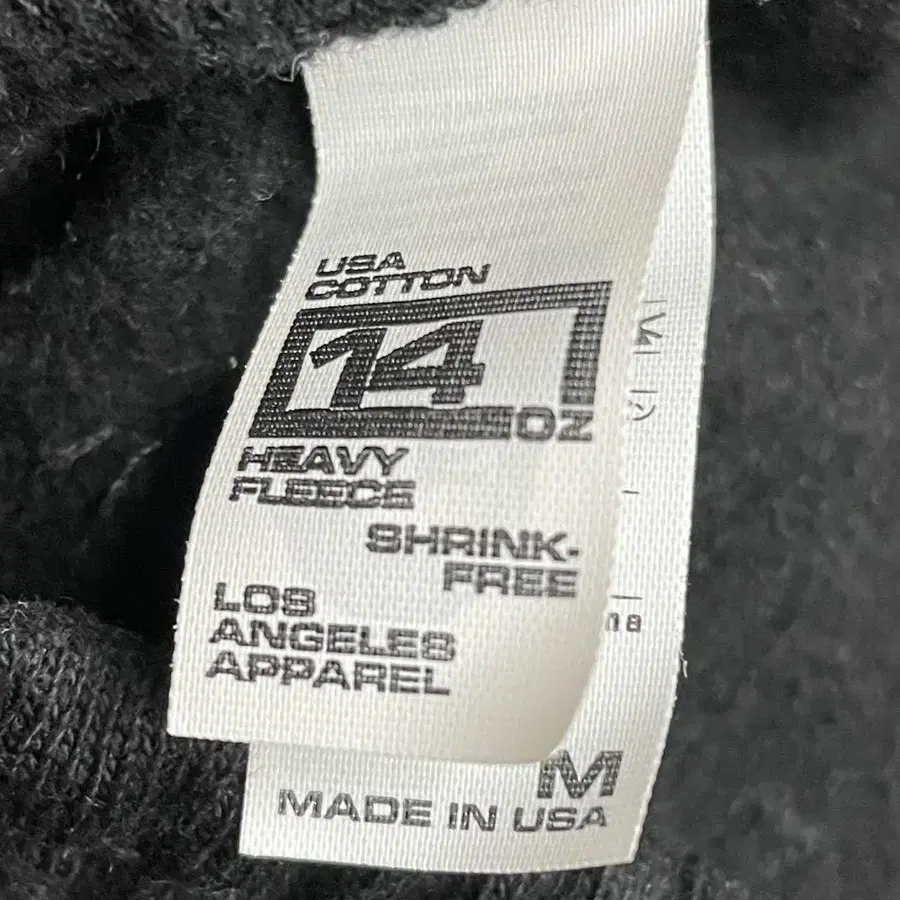 USA
COTTON
14
OZ
HEAVY
FLEECE
SHRINK-
FREE
LOS
ANGELES
APPAREL
M
MADE IN USA